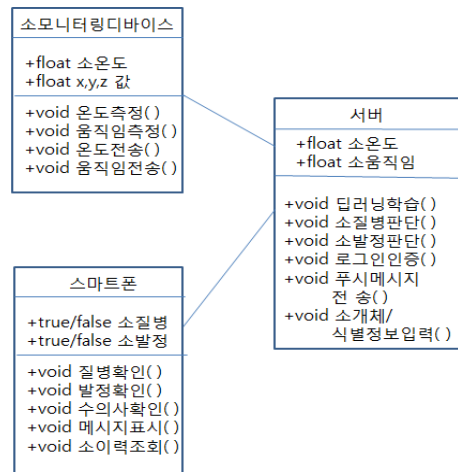 소모니터링디바이스
+float 소온도
+float x,y,z 값
+void 온도측정( )
+void 움직임측정( )
+void 온도전송( )
+void 움직임전송( )
서버
+float 소온도
+float 소움직임
+void 딥러닝학습( )
+void 소질병판단( )
+void 소발정판단( )
+void 로그인인증( )
+void 푸시메시지
전 송( )
+void 소개체/
식별정보입력( )
스마트폰
+true/false 소질병
+true/false 소발정
+void 질병확인( )
+void 발정확인( )
+void 수의사확인( )
+void 메시지표시( )
+void 소이력조회( )